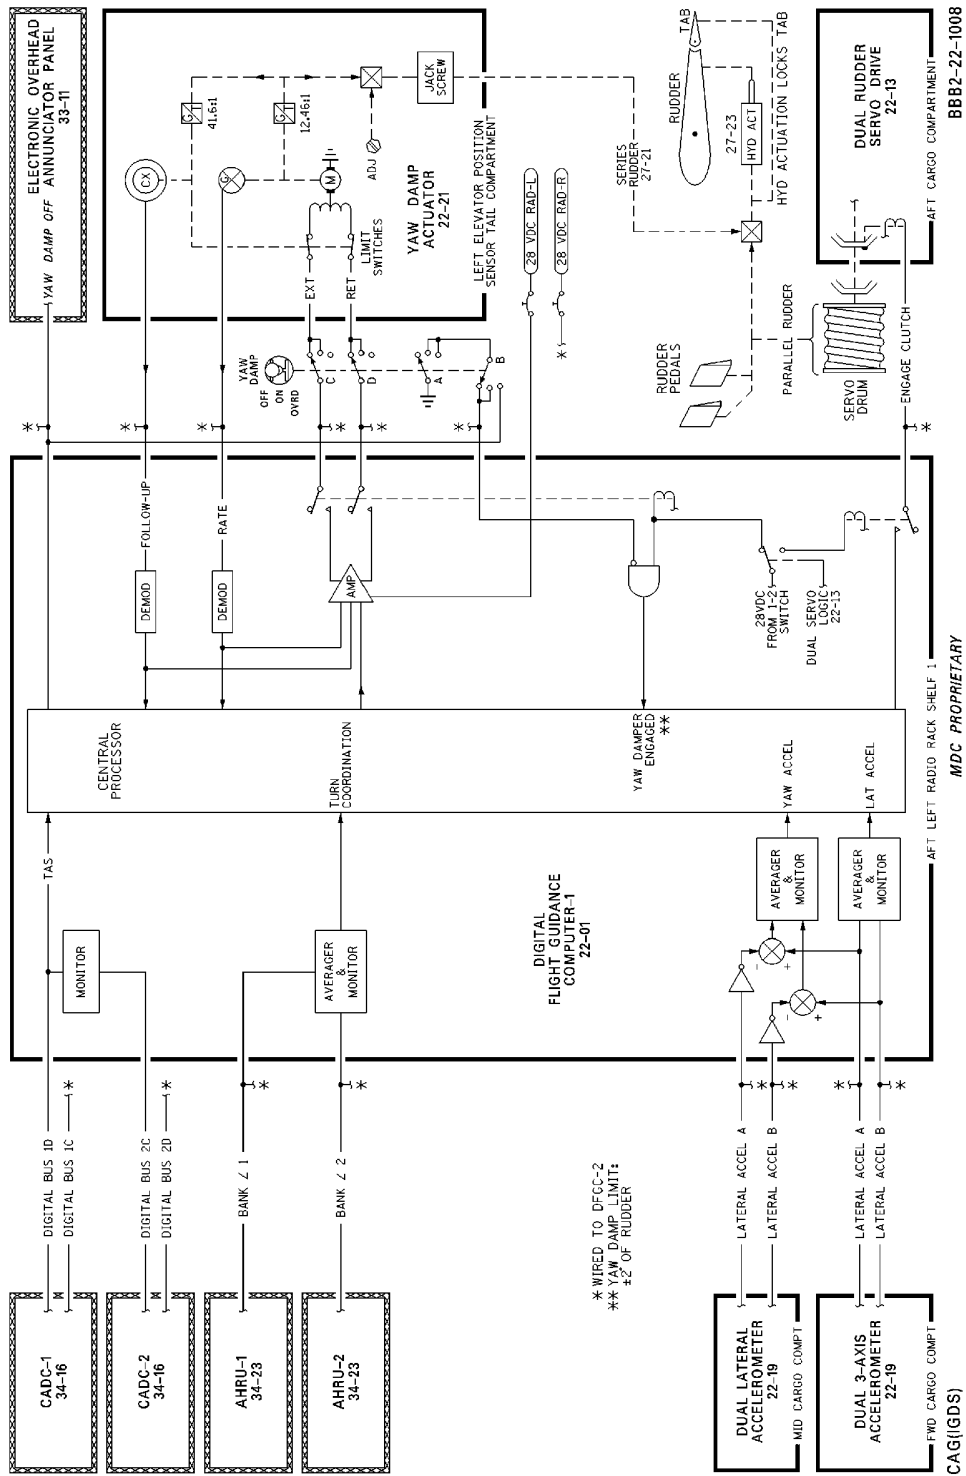 CADC-1
34-16
CADC-2
34-16
AHRU-1
34-23
AHRU-2
34-23
DIGITAL BUS 1D
DIGITAL BUS 1C
DIGITAL BUS 2C
DIGITAL BUS 2D
BANK ∠ 1
BANK ∠ 2
*
*
*
*
* WIRED TO DFGC-2
** YAW DAMP LIMIT:
±2° OF RUDDER
DUAL LATERAL
ACCELEROMETER
22-19
MID CARGO COMPT
DUAL 3-AXIS
ACCELEROMETER
22-19
FWD CARGO COMPT
LATERAL ACCEL A
LATERAL ACCEL B
LATERAL ACCEL A
LATERAL ACCEL B
*
*
*
*
MONITOR
TAS
AVERAGER
&
MONITOR
DIGITAL
FLIGHT GUIDANCE
COMPUTER-1
22-01
-
+
-
+
AVERAGER
&
MONITOR
AVERAGER
&
MONITOR
CENTRAL
PROCESSOR
TURN
COORDINATION
YAW DAMPER
ENGAGED
**
YAW ACCEL
LAT ACCEL
AFT LEFT RADIO RACK SHELF 1
DEMOD
DEMOD
FOLLOW-UP
RATE
AMP
28VDC
FROM 1-2
SWITCH
DUAL SERVO
LOGIC
22-13
*
*
*
*
*
*
*
YAW
DAMP
OFF
ON
OVRD
C
D
A
B
ELECTRONIC OVERHEAD
ANNUNCIATOR PANEL
33-11
YAW DAMP OFF
CX
G
M
G T
41.6:1
G T
12.46:1
ADJ
JACK
SCREW
EXT
RET
LIMIT
SWITCHES
YAW DAMP
ACTUATOR
22-21
LEFT ELEVATOR POSITION
SENSOR TAIL COMPARTMENT
28 VDC RAD-L
28 VDC RAD-R
*
SERIES
RUDDER
27-21
RUDDER
TAB
27-23
HYD ACT
HYD ACTUATION LOCKS TAB
RUDDER
PEDALS
PARALLEL RUDDER
SERVO
DRUM
ENGAGE CLUTCH
DUAL RUDDER
SERVO DRIVE
22-13
AFT CARGO COMPARTMENT
CAG(IGDS)
MDC PROPRIETARY
BBB2-22-1008